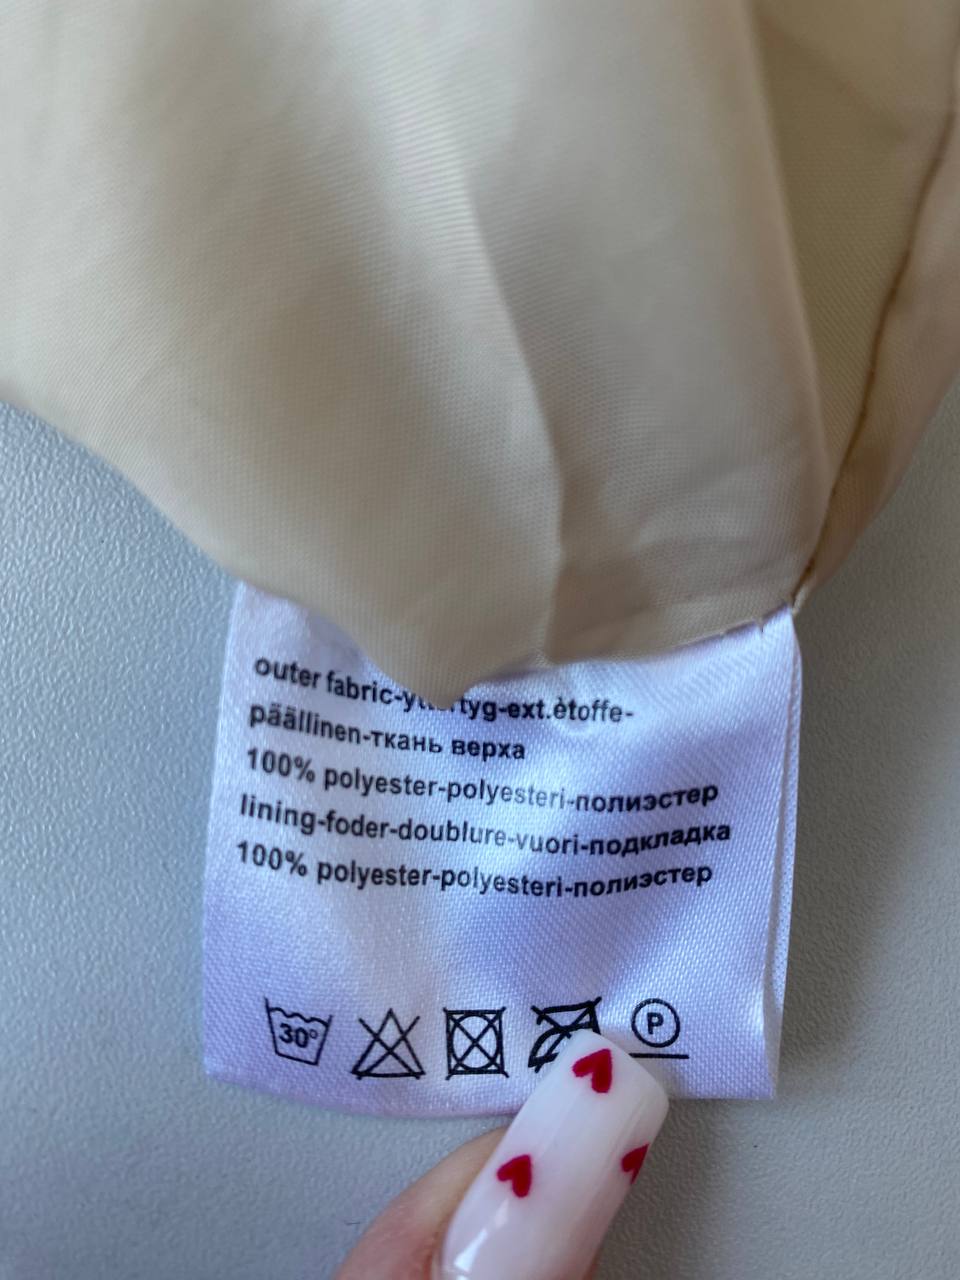 outer fabric-yttertyg-ext.ètoffe-
päällinen-ткань верха
100% polyester-polyesteri-полиэстер
lining-foder-doublure-vuori-подкладка
100% polyester-polyesteri-полиэстер
30° P